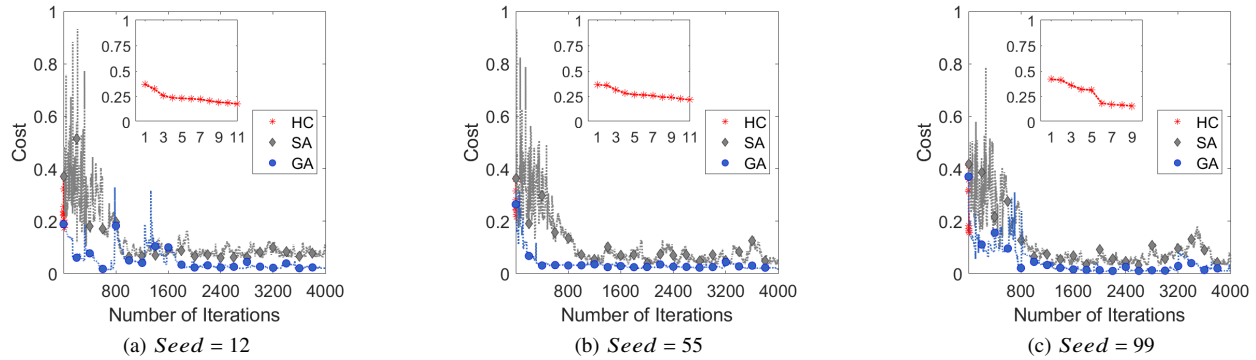 1
0.8
0.6
0.4
0.2
0
Cost
1
0.75
0.5
0.25
0
1 3 5 7 9 11
HC
SA
GA
800 1600 2400 3200 4000
Number of Iterations
(a) Seed = 12
1
0.8
0.6
0.4
0.2
0
Cost
1
0.75
0.5
0.25
0
1 3 5 7 9 11
HC
SA
GA
800 1600 2400 3200 4000
Number of Iterations
(b) Seed = 55
1
0.8
0.6
0.4
0.2
0
Cost
1
0.75
0.5
0.25
0
1 3 5 7 9
HC
SA
GA
800 1600 2400 3200 4000
Number of Iterations
(c) Seed = 99